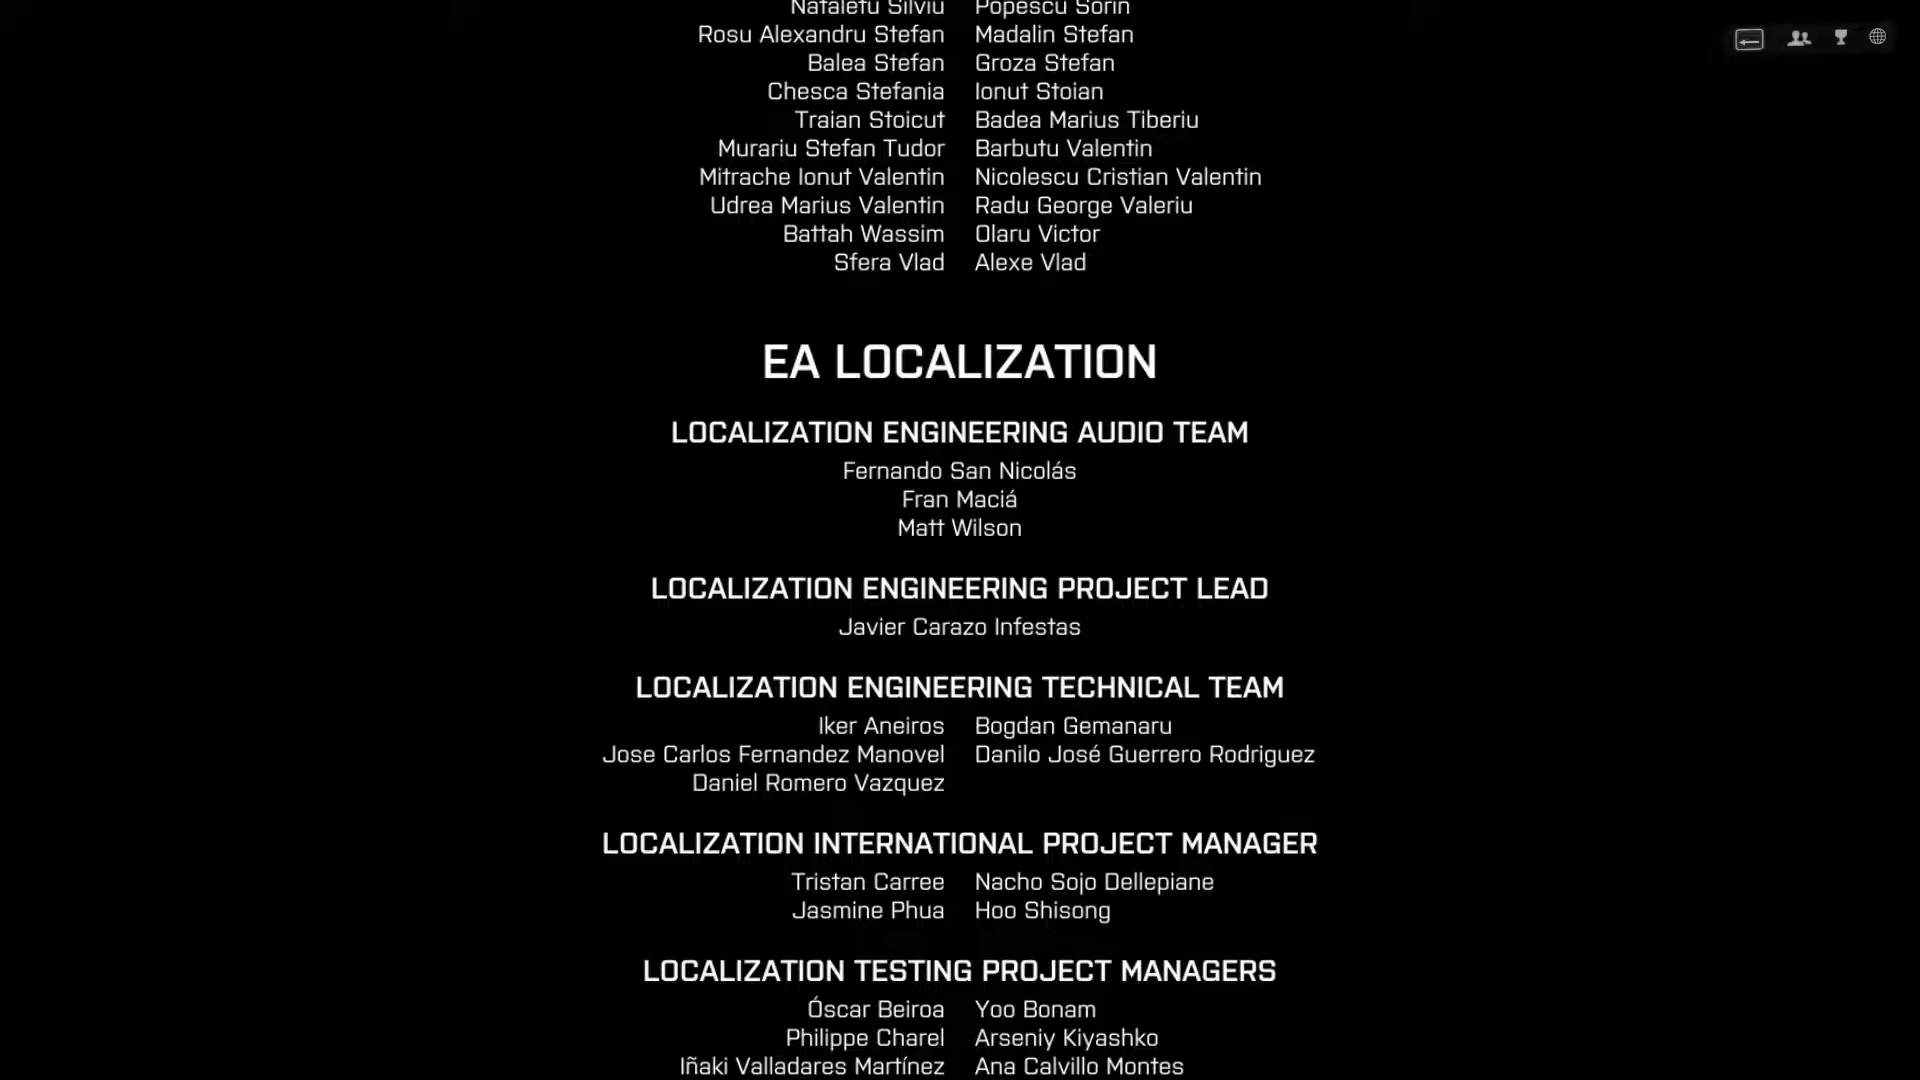 Nataletu Silviu Popescu Sorin
Rosu Alexandru Stefan Madalin Stefan
Balea Stefan Groza Stefan
Chesca Stefania Ionut Stoian
Traian Stoicut Badea Marius Tiberiu
Murariu Stefan Tudor Barbutu Valentin
Mitrache Ionut Valentin Nicolescu Cristian Valentin
Udrea Marius Valentin Radu George Valeriu
Battah Wassim Olaru Victor
Sfera Vlad Alexe Vlad
EA LOCALIZATION
LOCALIZATION ENGINEERING AUDIO TEAM
Fernando San Nicolás
Fran Maciá
Matt Wilson
LOCALIZATION ENGINEERING PROJECT LEAD
Javier Carazo Infestas
LOCALIZATION ENGINEERING TECHNICAL TEAM
Iker Aneiros Bogdan Gemanaru
Jose Carlos Fernandez Manovel Danilo José Guerrero Rodriguez
Daniel Romero Vazquez
LOCALIZATION INTERNATIONAL PROJECT MANAGER
Tristan Carree Nacho Sojo Dellepiane
Jasmine Phua Hoo Shisong
LOCALIZATION TESTING PROJECT MANAGERS
Óscar Beiroa Yoo Bonam
Philippe Charel Arseniy Kiyashko
Iñaki Valladares Martínez Ana Calvillo Montes